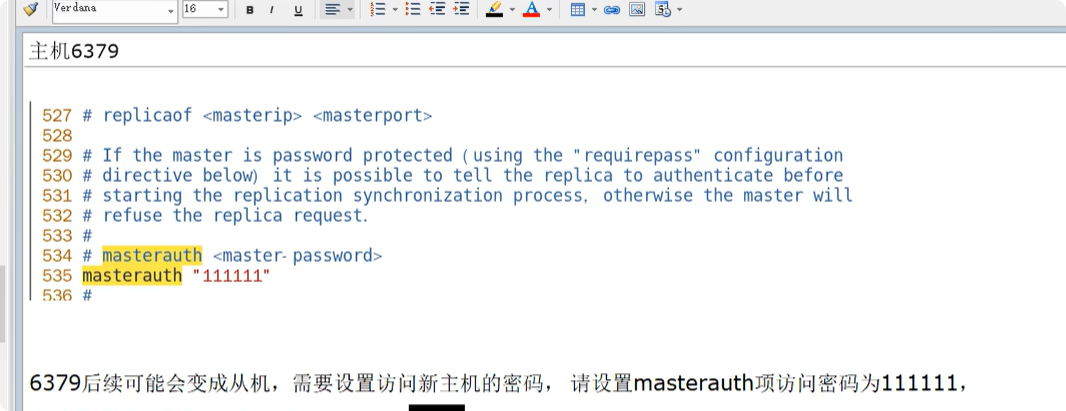 Verdana 16 B I U A
主机6379
527 # replicaof <masterip> <masterport>
528
529 # If the master is password protected (using the "requirepass" configuration
530 # directive below) it is possible to tell the replica to authenticate before
531 # starting the replication synchronization process, otherwise the master will
532 # refuse the replica request.
533 #
534 # masterauth <master-password>
535 masterauth "111111"
536 #
6379后续可能会变成从机，需要设置访问新主机的密码， 请设置masterauth项访问密码为111111，